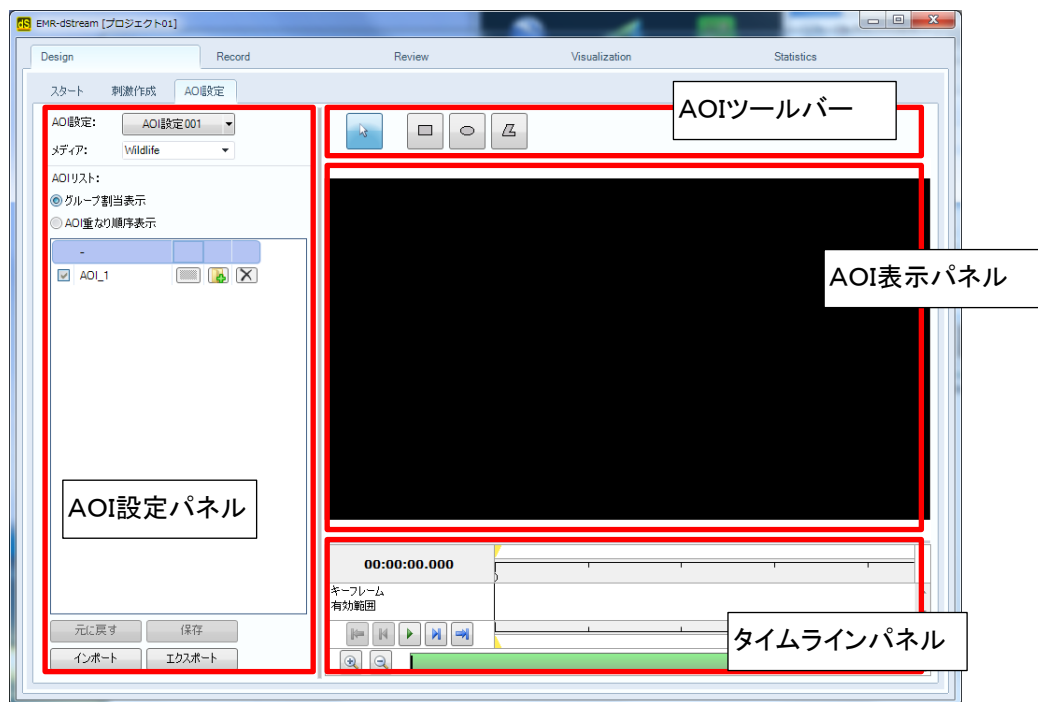 EMR-dStream [プロジェクト01]
Design Record Review Visualization Statistics
スタート 刺激作成 AOI設定
AOIツールバー
AOI設定: AOI設定001
メディア: Wildlife
AOIリスト:
グループ割当表示
AOI重なり順序表示
-
AOI_1
AOI表示パネル
AOI設定パネル
00:00:00.000
0
キーフレーム
有効範囲
タイムラインパネル
元に戻す 保存
インポート エクスポート